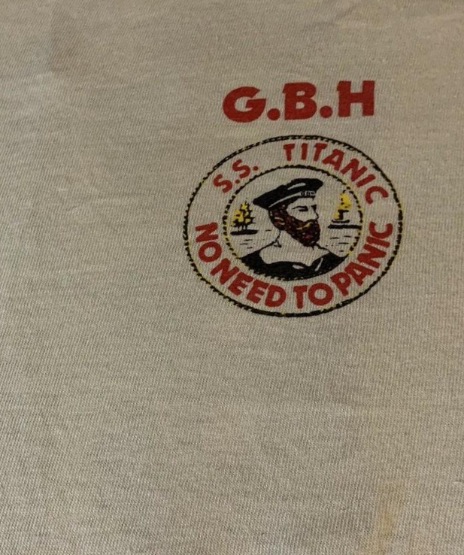 G.B.H
S.S. TITANIC
NO NEED TO PANIC